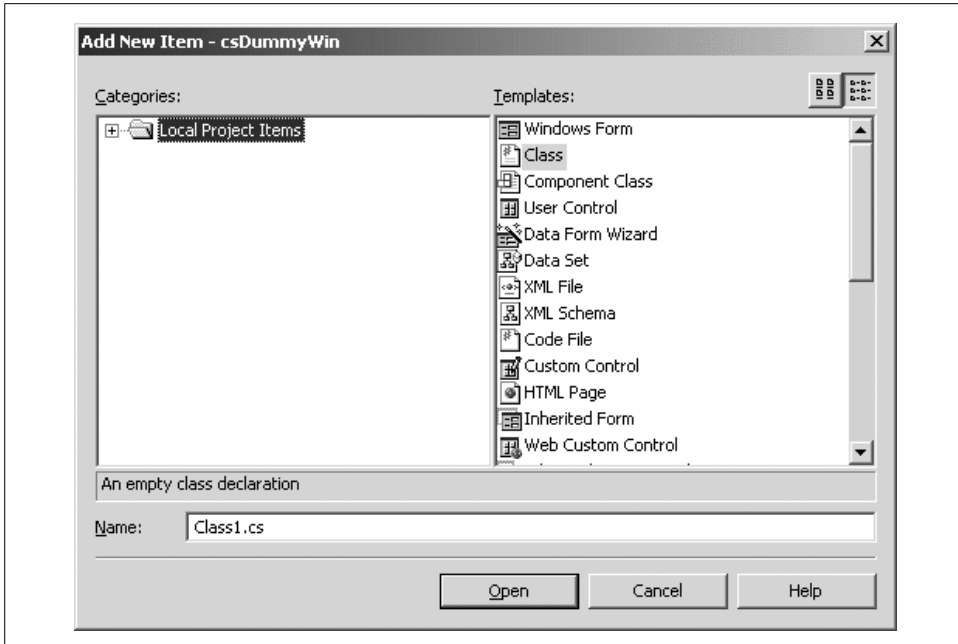 Add New Item - csDummyWin
Categories:
Templates:
Local Project Items
Windows Form
Class
Component Class
User Control
Data Form Wizard
Data Set
XML File
XML Schema
Code File
Custom Control
HTML Page
Inherited Form
Web Custom Control
An empty class declaration
Name:
Class1.cs
Open
Cancel
Help